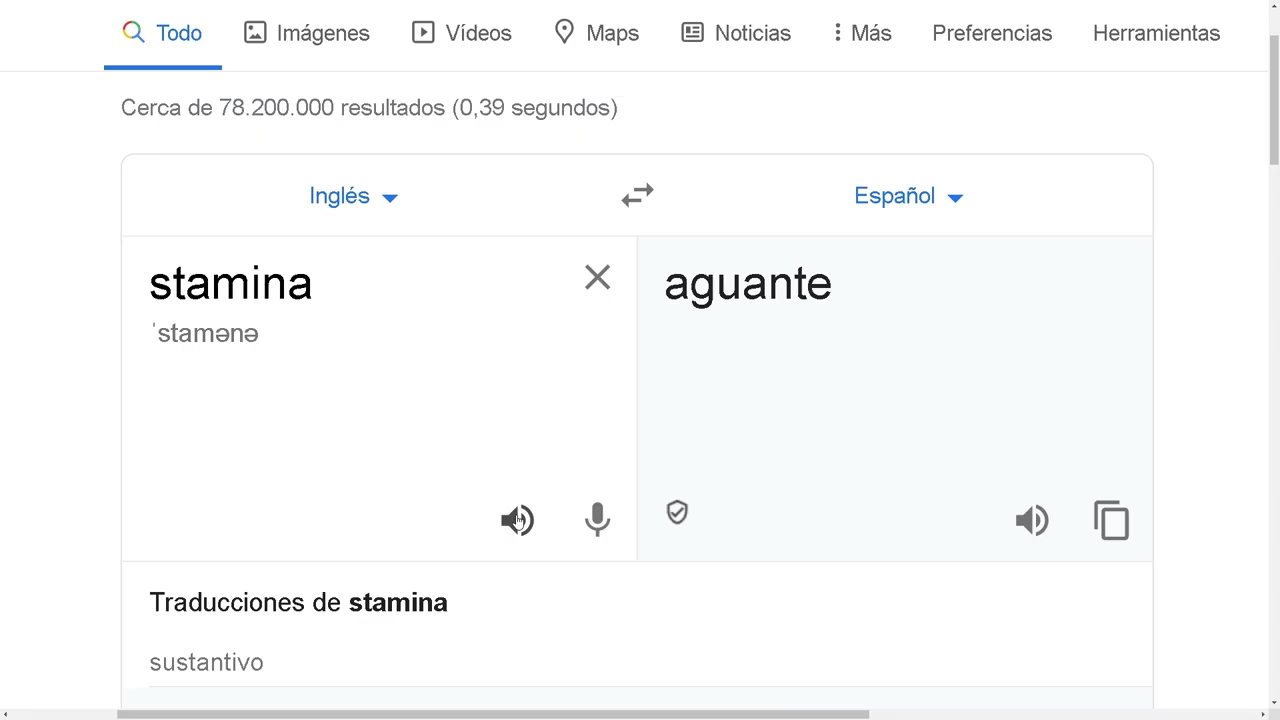 Todo Imágenes Vídeos Maps Noticias Más Preferencias Herramientas
Cerca de 78.200.000 resultados (0,39 segundos)
Inglés Español
stamina aguante
ˈstamənə
Traducciones de stamina
sustantivo